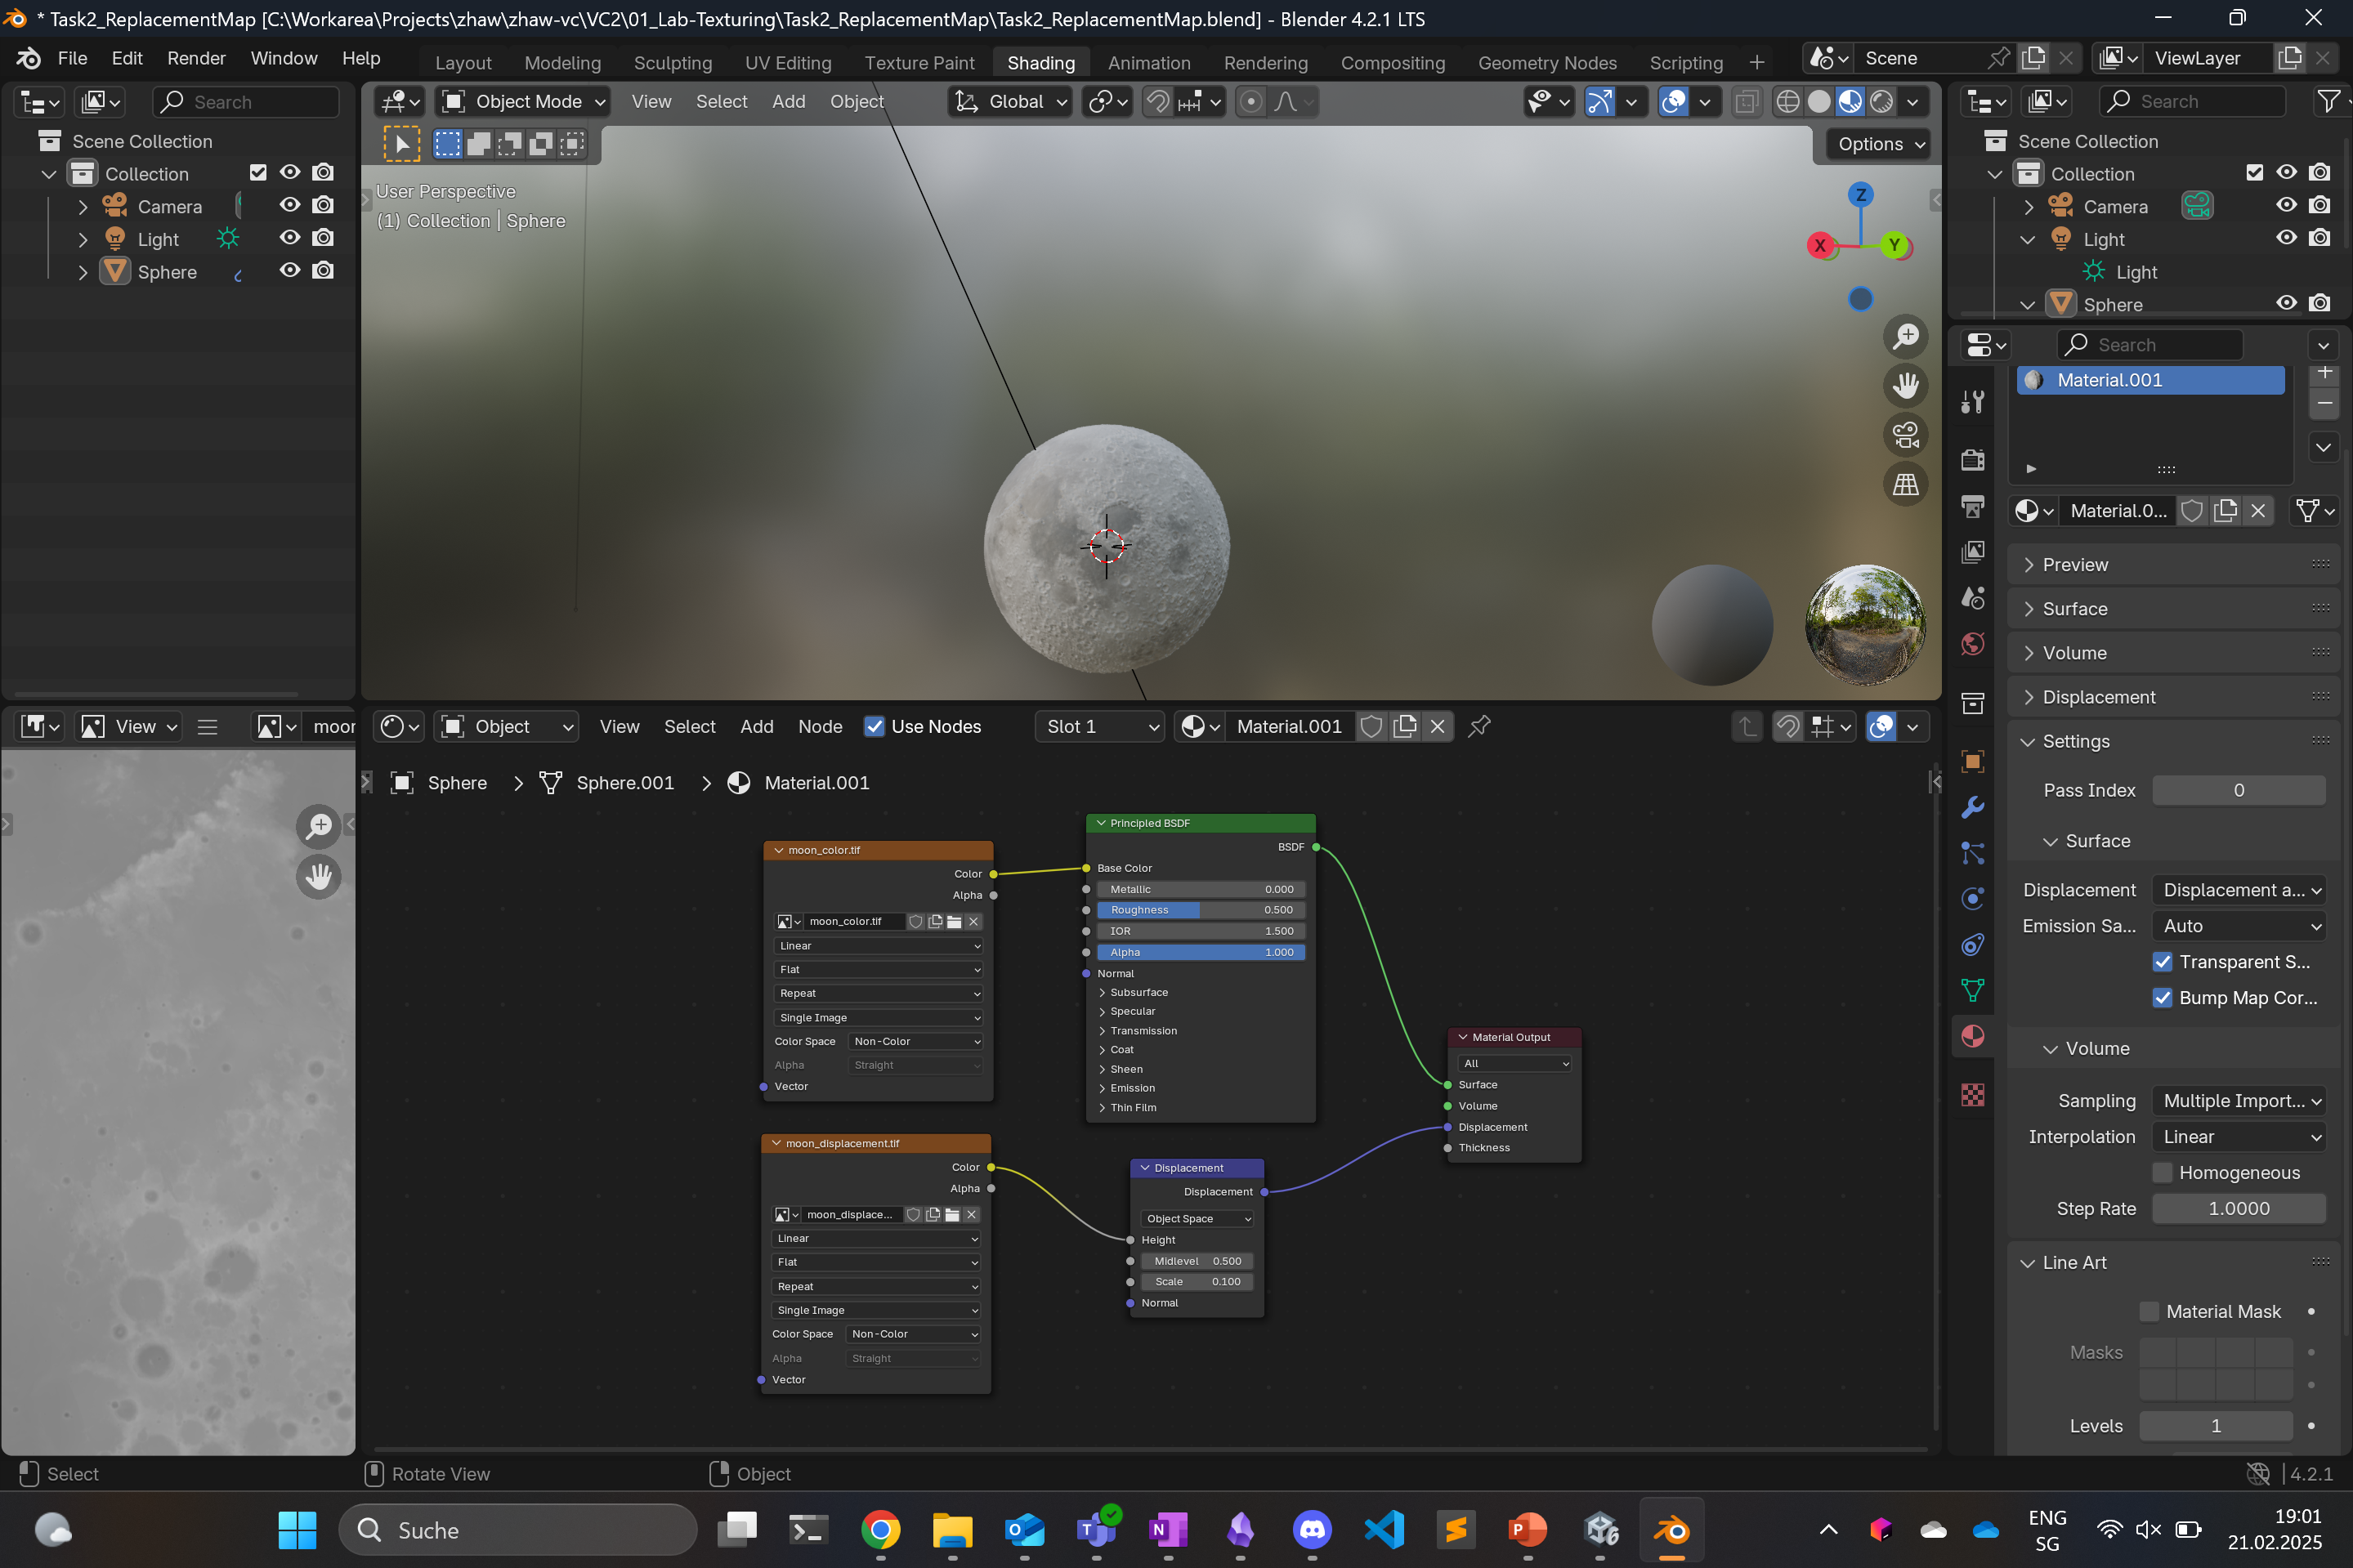 * Task2_ReplacementMap [C:\Workarea\Projects\zhaw\zhaw-vc\VC2\01_Lab-Texturing\Task2_ReplacementMap\Task2_ReplacementMap.blend] - Blender 4.2.1 LTS
File Edit Render Window Help
Layout Modeling Sculpting UV Editing Texture Paint Shading Animation Rendering Compositing Geometry Nodes Scripting +
Scene
ViewLayer
Search
Scene Collection
Collection
Camera
Light
Sphere
Object Mode View Select Add Object
Global
Options
User Perspective
(1) Collection | Sphere
Z
X
Y
Search
Scene Collection
Collection
Camera
Light
Light
Sphere
Search
Material.001
Material.0...
Preview
Surface
Volume
Displacement
Settings
Pass Index 0
Surface
Displacement Displacement a...
Emission Sa... Auto
Transparent S...
Bump Map Cor...
Volume
Sampling Multiple Import...
Interpolation Linear
Homogeneous
Step Rate 1.0000
Line Art
Material Mask
Masks
Levels 1
View
moor
Object View Select Add Node Use Nodes
Slot 1
Material.001
Sphere > Sphere.001 > Material.001
moon_color.tif
Color
Alpha
moon_color.tif
Linear
Flat
Repeat
Single Image
Color Space Non-Color
Alpha Straight
Vector
Principled BSDF
BSDF
Base Color
Metallic 0.000
Roughness 0.500
IOR 1.500
Alpha 1.000
Normal
Subsurface
Specular
Transmission
Coat
Sheen
Emission
Thin Film
Material Output
All
Surface
Volume
Displacement
Thickness
moon_displacement.tif
Color
Alpha
moon_displace...
Linear
Flat
Repeat
Single Image
Color Space Non-Color
Alpha Straight
Vector
Displacement
Displacement
Object Space
Height
Midlevel 0.500
Scale 0.100
Normal
Select
Rotate View
Object
4.2.1
Suche
ENG
SG
19:01
21.02.2025